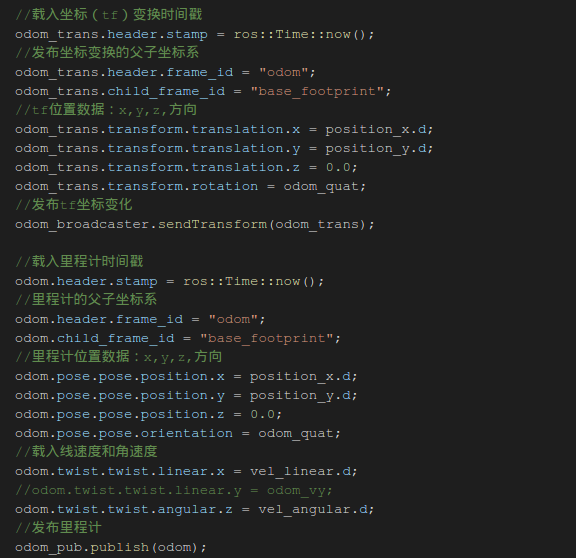 //载入坐标（tf）变换时间戳
odom_trans.header.stamp = ros::Time::now();
//发布坐标变换的父子坐标系
odom_trans.header.frame_id = "odom";
odom_trans.child_frame_id = "base_footprint";
//tf位置数据：x,y,z,方向
odom_trans.transform.translation.x = position_x.d;
odom_trans.transform.translation.y = position_y.d;
odom_trans.transform.translation.z = 0.0;
odom_trans.transform.rotation = odom_quat;
//发布tf坐标变化
odom_broadcaster.sendTransform(odom_trans);
//载入里程计时间戳
odom.header.stamp = ros::Time::now();
//里程计的父子坐标系
odom.header.frame_id = "odom";
odom.child_frame_id = "base_footprint";
//里程计位置数据：x,y,z,方向
odom.pose.pose.position.x = position_x.d;
odom.pose.pose.position.y = position_y.d;
odom.pose.pose.position.z = 0.0;
odom.pose.pose.orientation = odom_quat;
//载入线速度和角速度
odom.twist.twist.linear.x = vel_linear.d;
//odom.twist.twist.linear.y = odom_vy;
odom.twist.twist.angular.z = vel_angular.d;
//发布里程计
odom_pub.publish(odom);